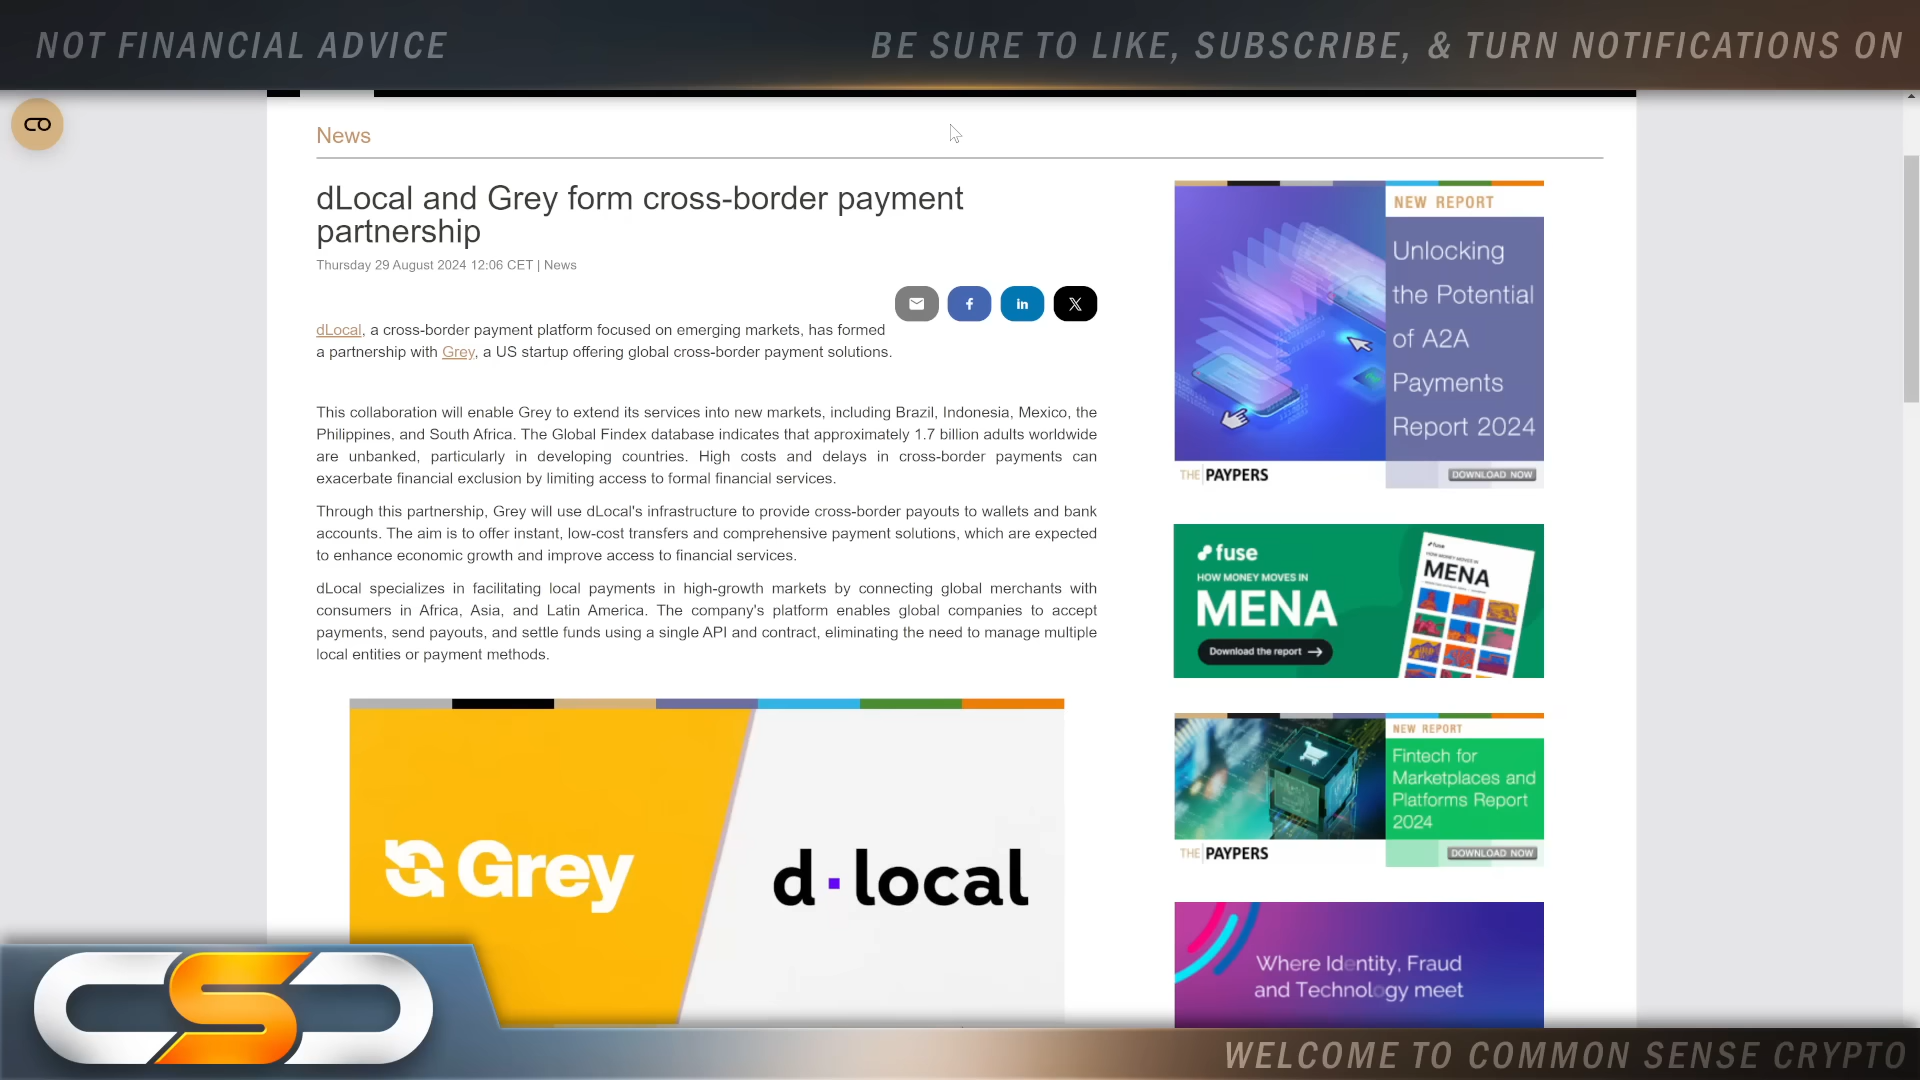 NOT FINANCIAL ADVICE
BE SURE TO LIKE, SUBSCRIBE, & TURN NOTIFICATIONS ON
News
dLocal and Grey form cross-border payment
partnership
Thursday 29 August 2024 12:06 CET | News
dLocal, a cross-border payment platform focused on emerging markets, has formed
a partnership with Grey, a US startup offering global cross-border payment solutions.
This collaboration will enable Grey to extend its services into new markets, including Brazil, Indonesia, Mexico, the
Philippines, and South Africa. The Global Findex database indicates that approximately 1.7 billion adults worldwide
are unbanked, particularly in developing countries. High costs and delays in cross-border payments can
exacerbate financial exclusion by limiting access to formal financial services.
Through this partnership, Grey will use dLocal's infrastructure to provide cross-border payouts to wallets and bank
accounts. The aim is to offer instant, low-cost transfers and comprehensive payment solutions, which are expected
to enhance economic growth and improve access to financial services.
dLocal specializes in facilitating local payments in high-growth markets by connecting global merchants with
consumers in Africa, Asia, and Latin America. The company's platform enables global companies to accept
payments, send payouts, and settle funds using a single API and contract, eliminating the need to manage multiple
local entities or payment methods.
Grey
d·local
NEW REPORT
Unlocking
the Potential
of A2A
Payments
Report 2024
THE PAYPERS
DOWNLOAD NOW
fuse
HOW MONEY MOVES IN
MENA
Download the report →
fuse
HOW MONEY MOVES IN
MENA
NEW REPORT
Fintech for
Marketplaces and
Platforms Report
2024
THE PAYPERS
DOWNLOAD NOW
Where Identity, Fraud
and Technology meet
CSC
WELCOME TO COMMON SENSE CRYPTO